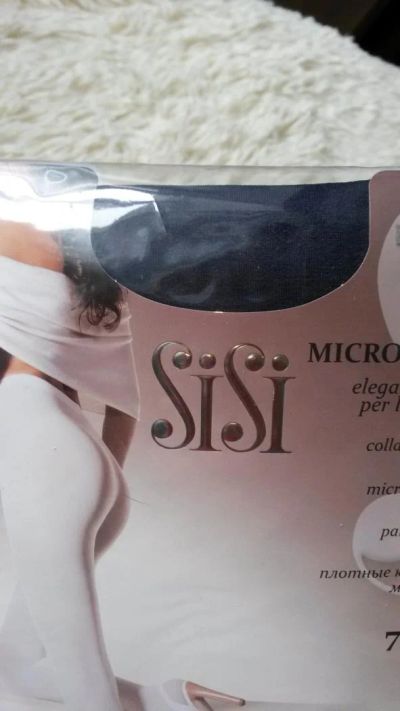 SiSi
MICRO
elega
per l
colla
micr
pa
плотные к
м
7